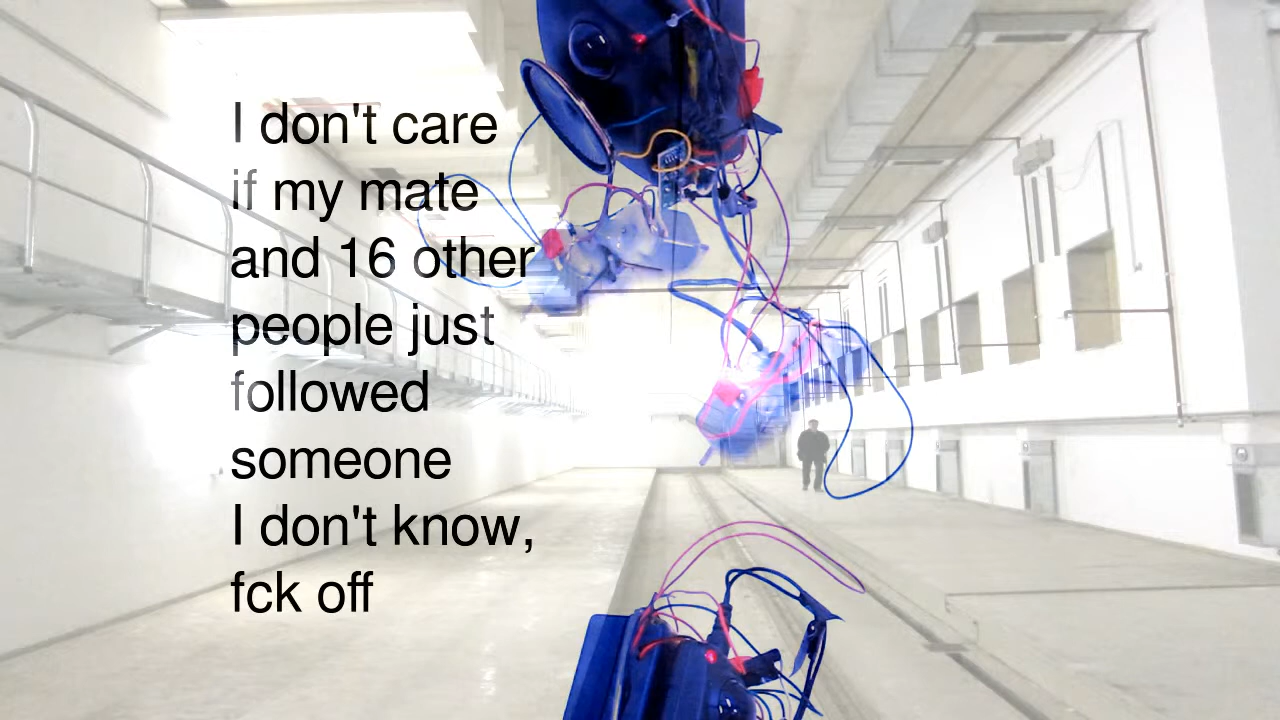 I don't care
if my mate
and 16 other
people just
followed
someone
I don't know,
fck off